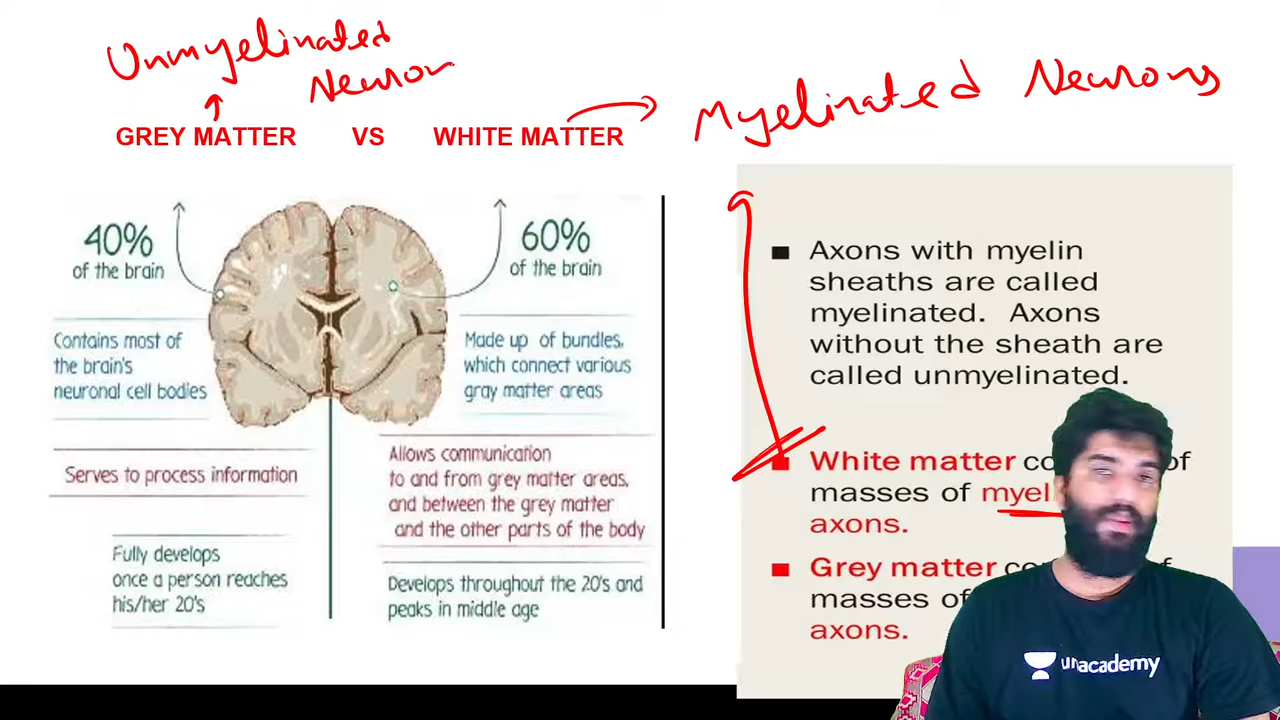 Unmyelinated
Neuron
Myelinated Neurons
GREY MATTER VS WHITE MATTER
40%
of the brain
60%
of the brain
Contains most of
the brain's
neuronal cell bodies
Made up of bundles,
which connect various
gray matter areas
Serves to process information
Allows communication
to and from grey matter areas,
and between the grey matter
and the other parts of the body
Fully develops
once a person reaches
his/her 20's
Develops throughout the 20's and
peaks in middle age
Axons with myelin
sheaths are called
myelinated. Axons
without the sheath are
called unmyelinated.
White matter of
masses of
axons.
Grey matter
masses of
axons.
unacademy